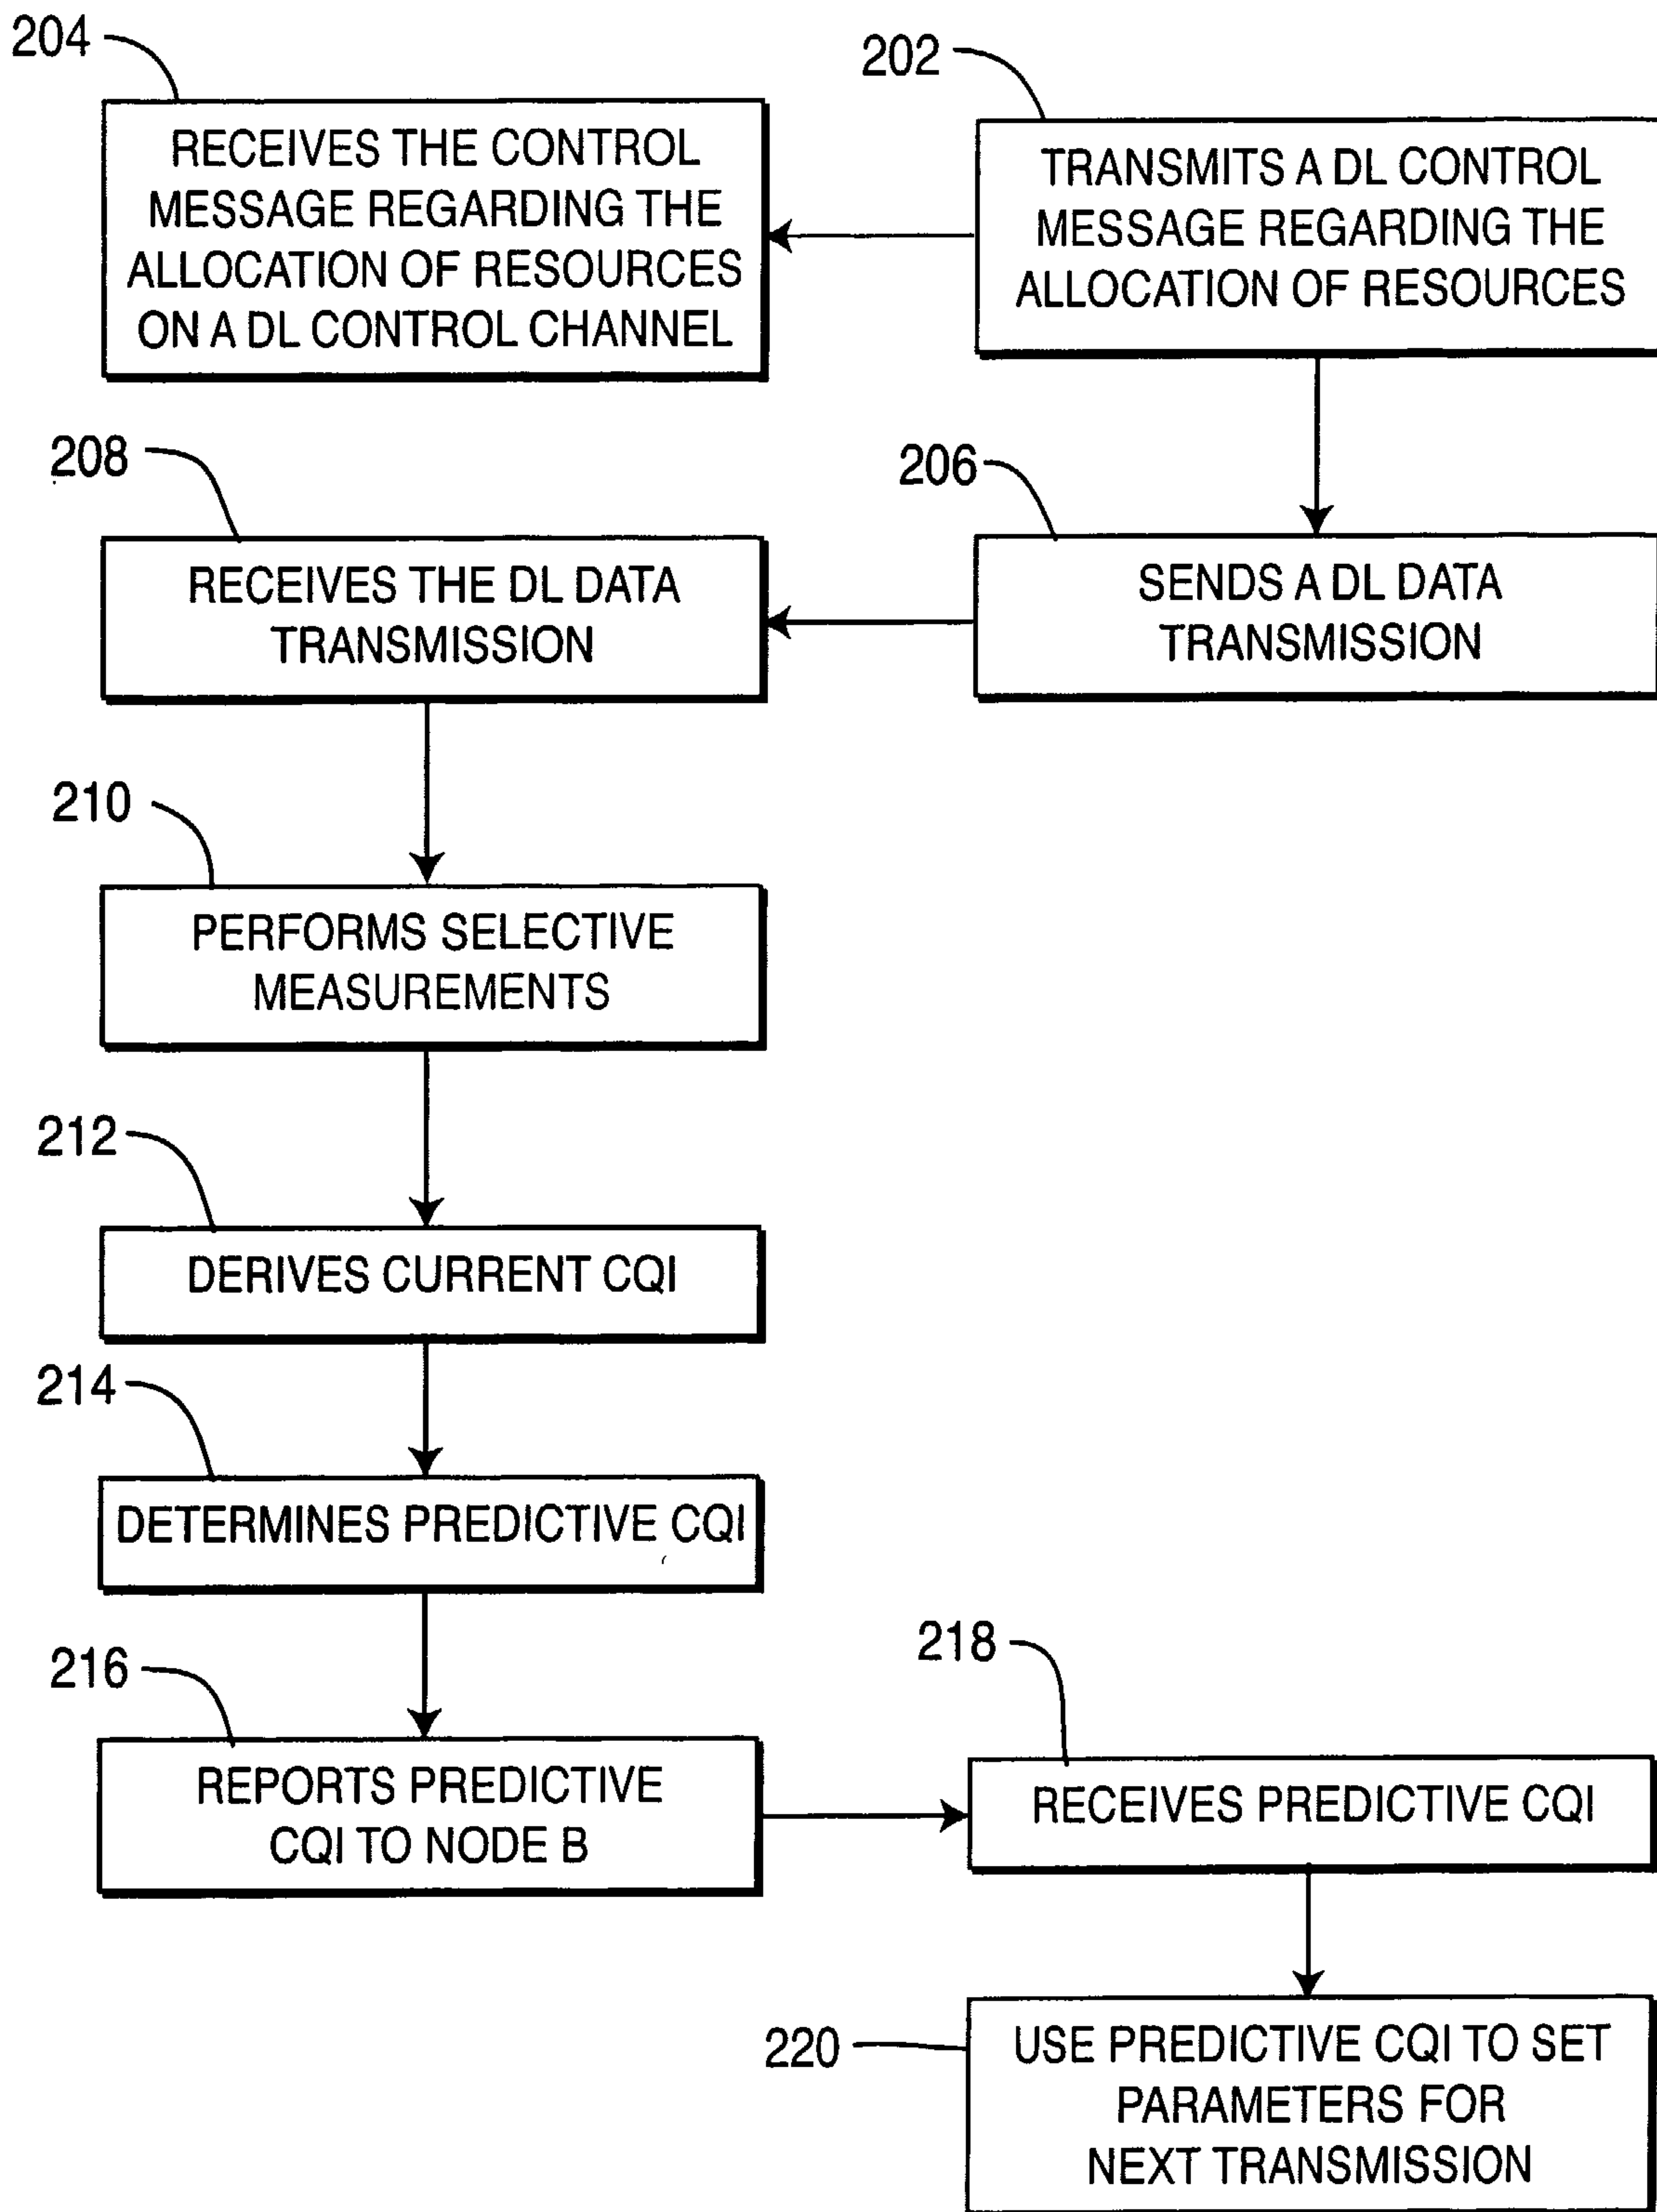 204
202
RECEIVES THE CONTROL
MESSAGE REGARDING THE
ALLOCATION OF RESOURCES
ON A DL CONTROL CHANNEL
TRANSMITS A DL CONTROL
MESSAGE REGARDING THE
ALLOCATION OF RESOURCES
208
206
RECEIVES THE DL DATA
TRANSMISSION
SENDS A DL DATA
TRANSMISSION
210
PERFORMS SELECTIVE
MEASUREMENTS
212
DERIVES CURRENT CQI
214
DETERMINES PREDICTIVE CQI
216
218
REPORTS PREDICTIVE
CQI TO NODE B
RECEIVES PREDICTIVE CQI
220
USE PREDICTIVE CQI TO SET
PARAMETERS FOR
NEXT TRANSMISSION